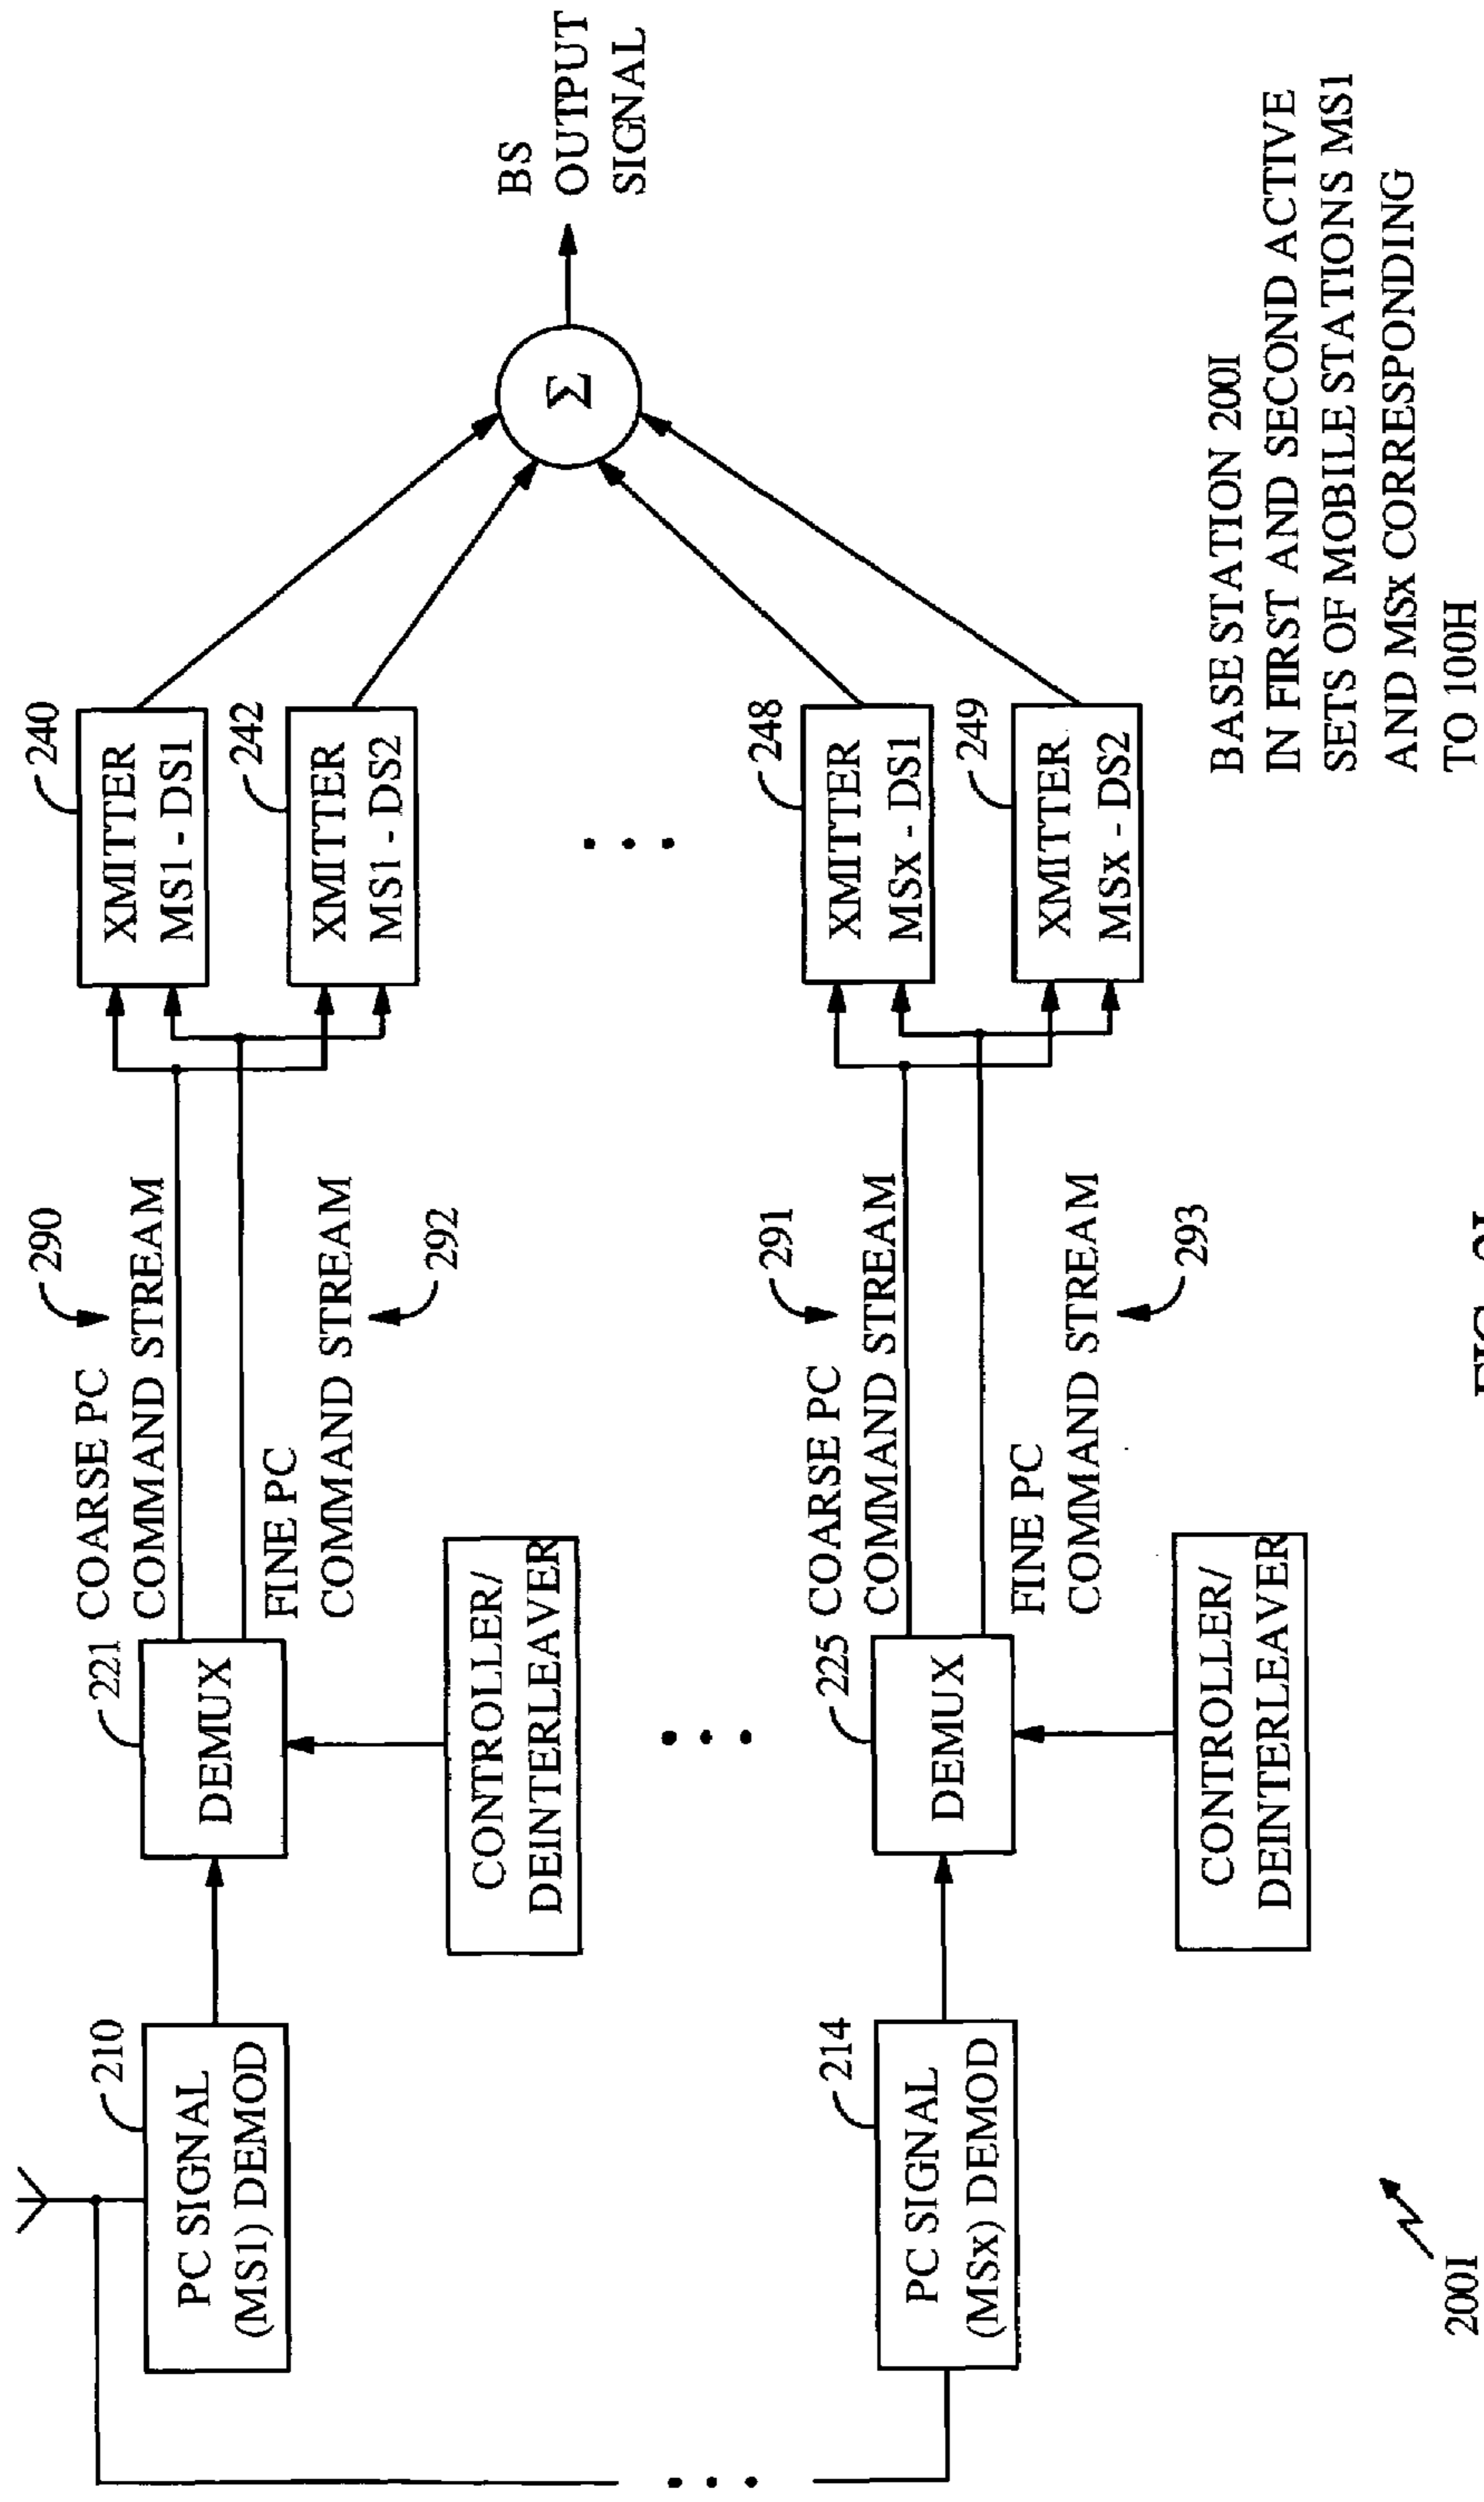 210
PC SIGNAL
(MS1) DEMOD
221
DEMUX
CONTROLLER/
DEINTERLEAVER
290
COARSE PC
COMMAND STREAM
FINE PC
COMMAND STREAM
292
240
XMITTER
MS1 - DS1
242
XMITTER
MS1 - DS2
Σ
BS
OUTPUT
SIGNAL
214
PC SIGNAL
(MSx) DEMOD
225
DEMUX
CONTROLLER/
DEINTERLEAVER
291
COARSE PC
COMMAND STREAM
FINE PC
COMMAND STREAM
293
248
XMITTER
MSx - DS1
249
XMITTER
MSx - DS2
BASE STATION 200I
IN FIRST AND SECOND ACTIVE
SETS OF MOBILE STATIONS MS1
AND MSx CORRESPONDING
TO 100H
200I